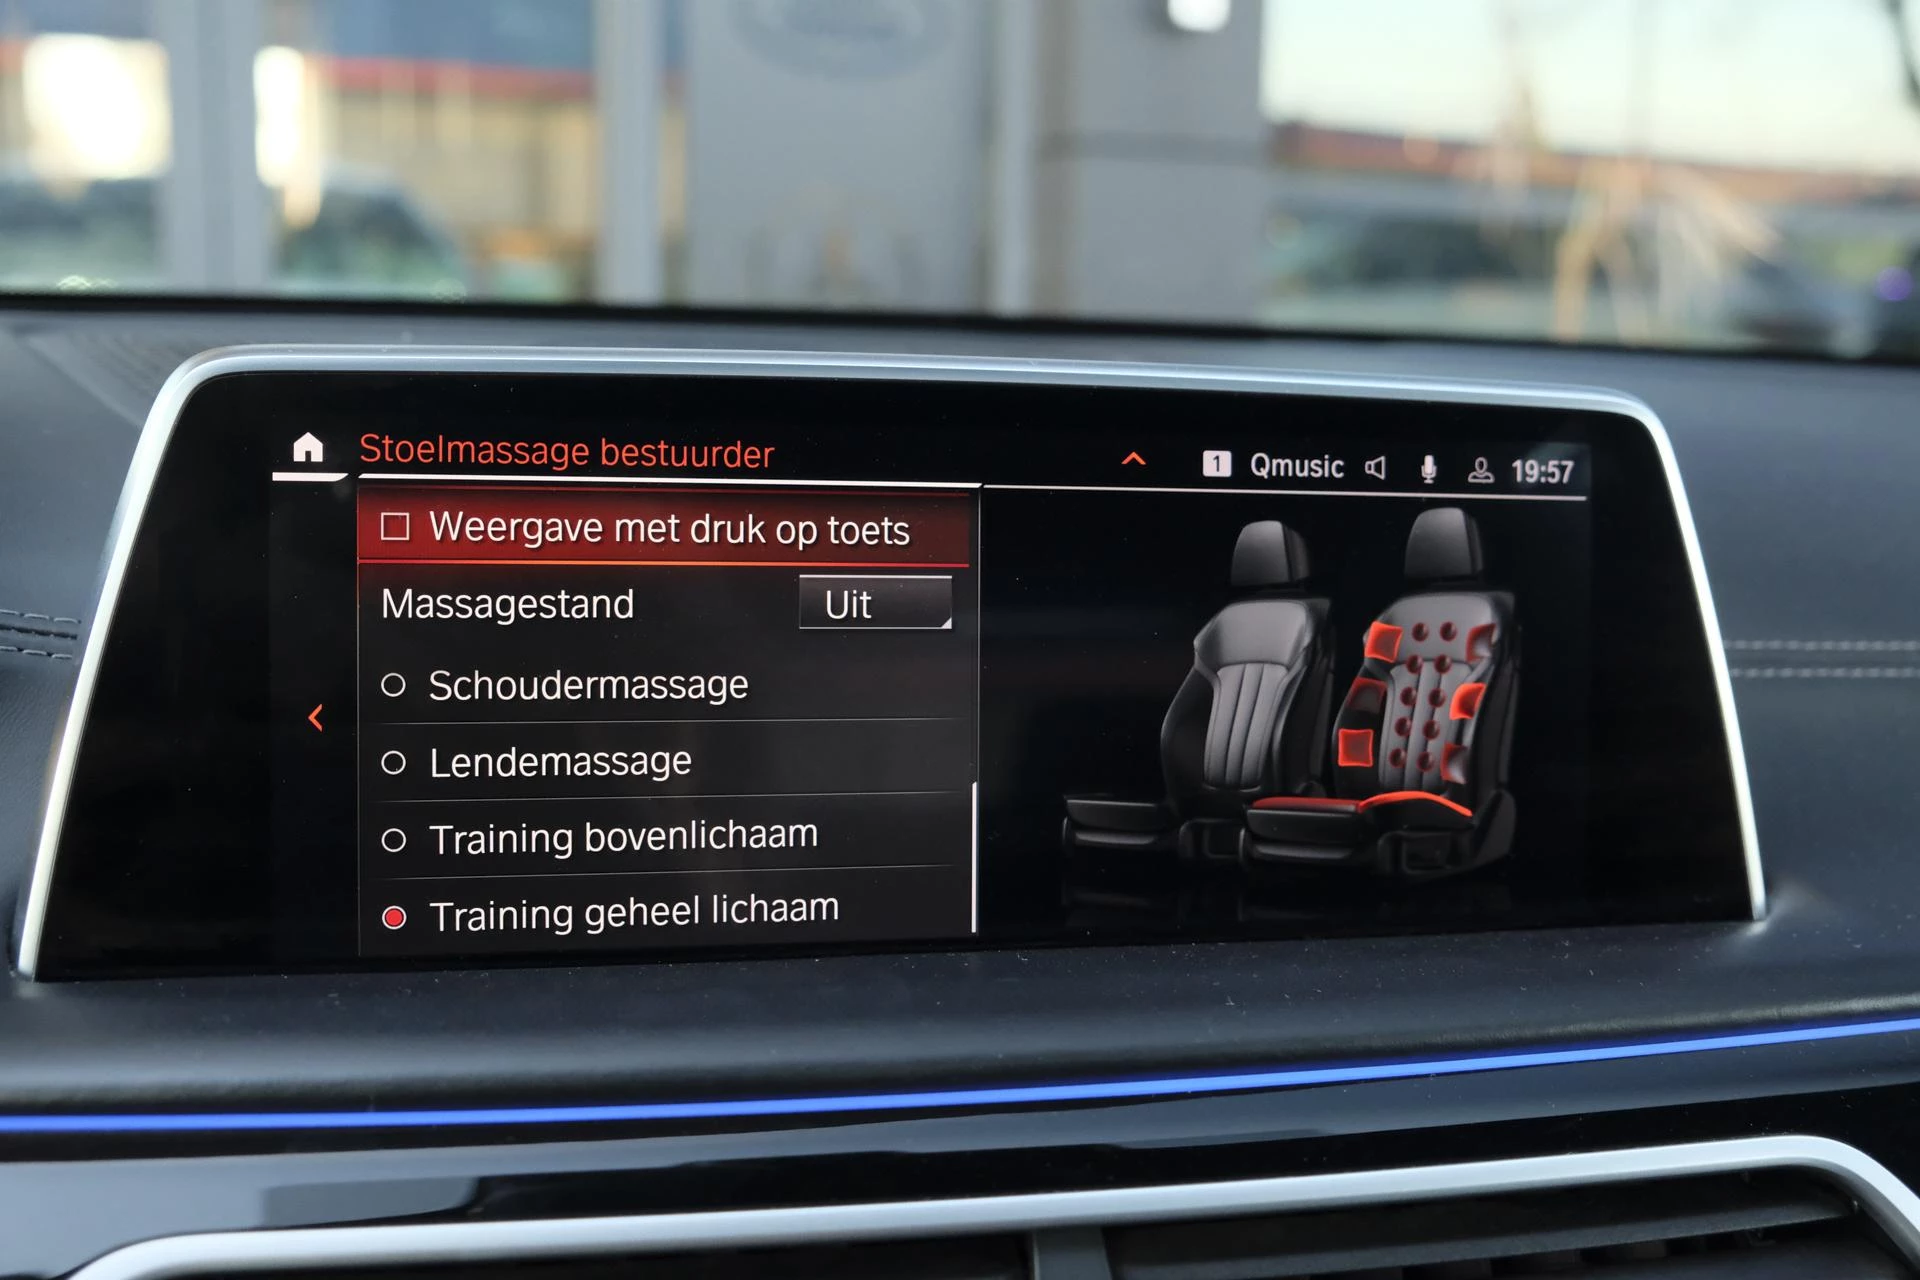 Stoelmassage bestuurder
1 Qmusic 19:57
Weergave met druk op toets
Massagestand Uit
Schoudermassage
Lendemassage
Training bovenlichaam
Training geheel lichaam